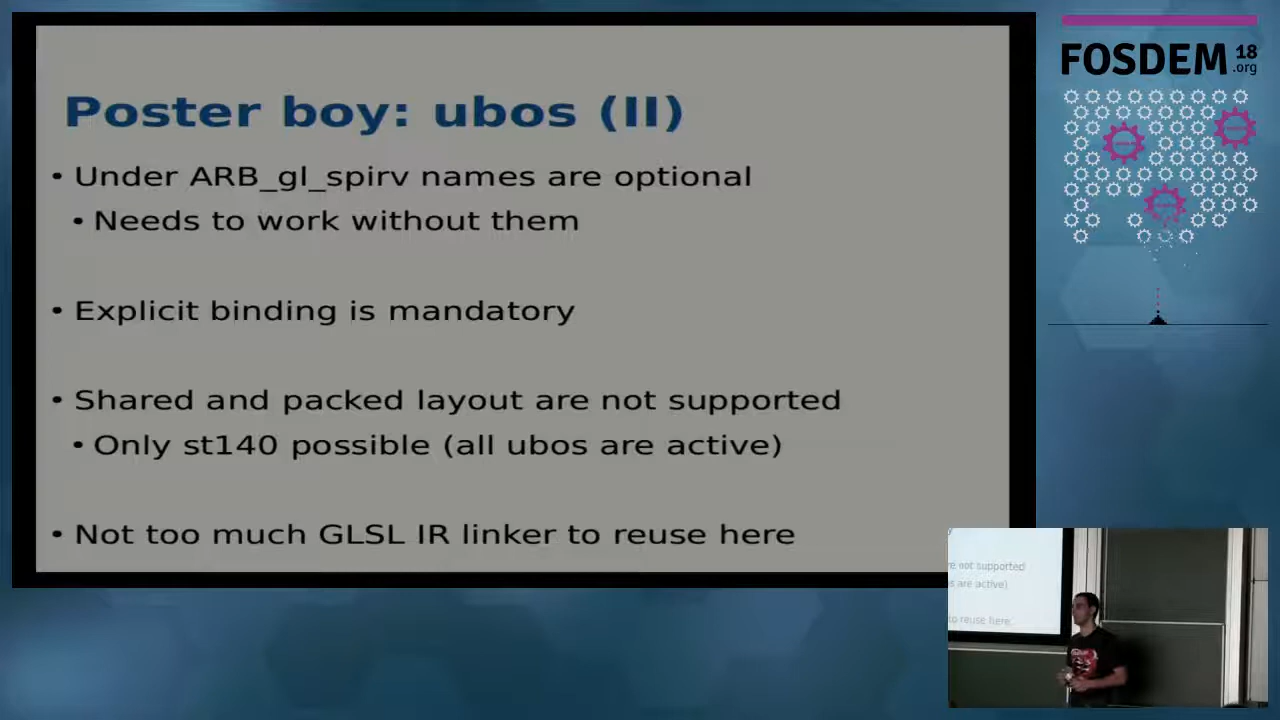 Poster boy: ubos (II)
• Under ARB_gl_spirv names are optional
• Needs to work without them
• Explicit binding is mandatory
• Shared and packed layout are not supported
• Only st140 possible (all ubos are active)
• Not too much GLSL IR linker to reuse here
FOSDEM 18
.org
not supported
are active)
to reuse here